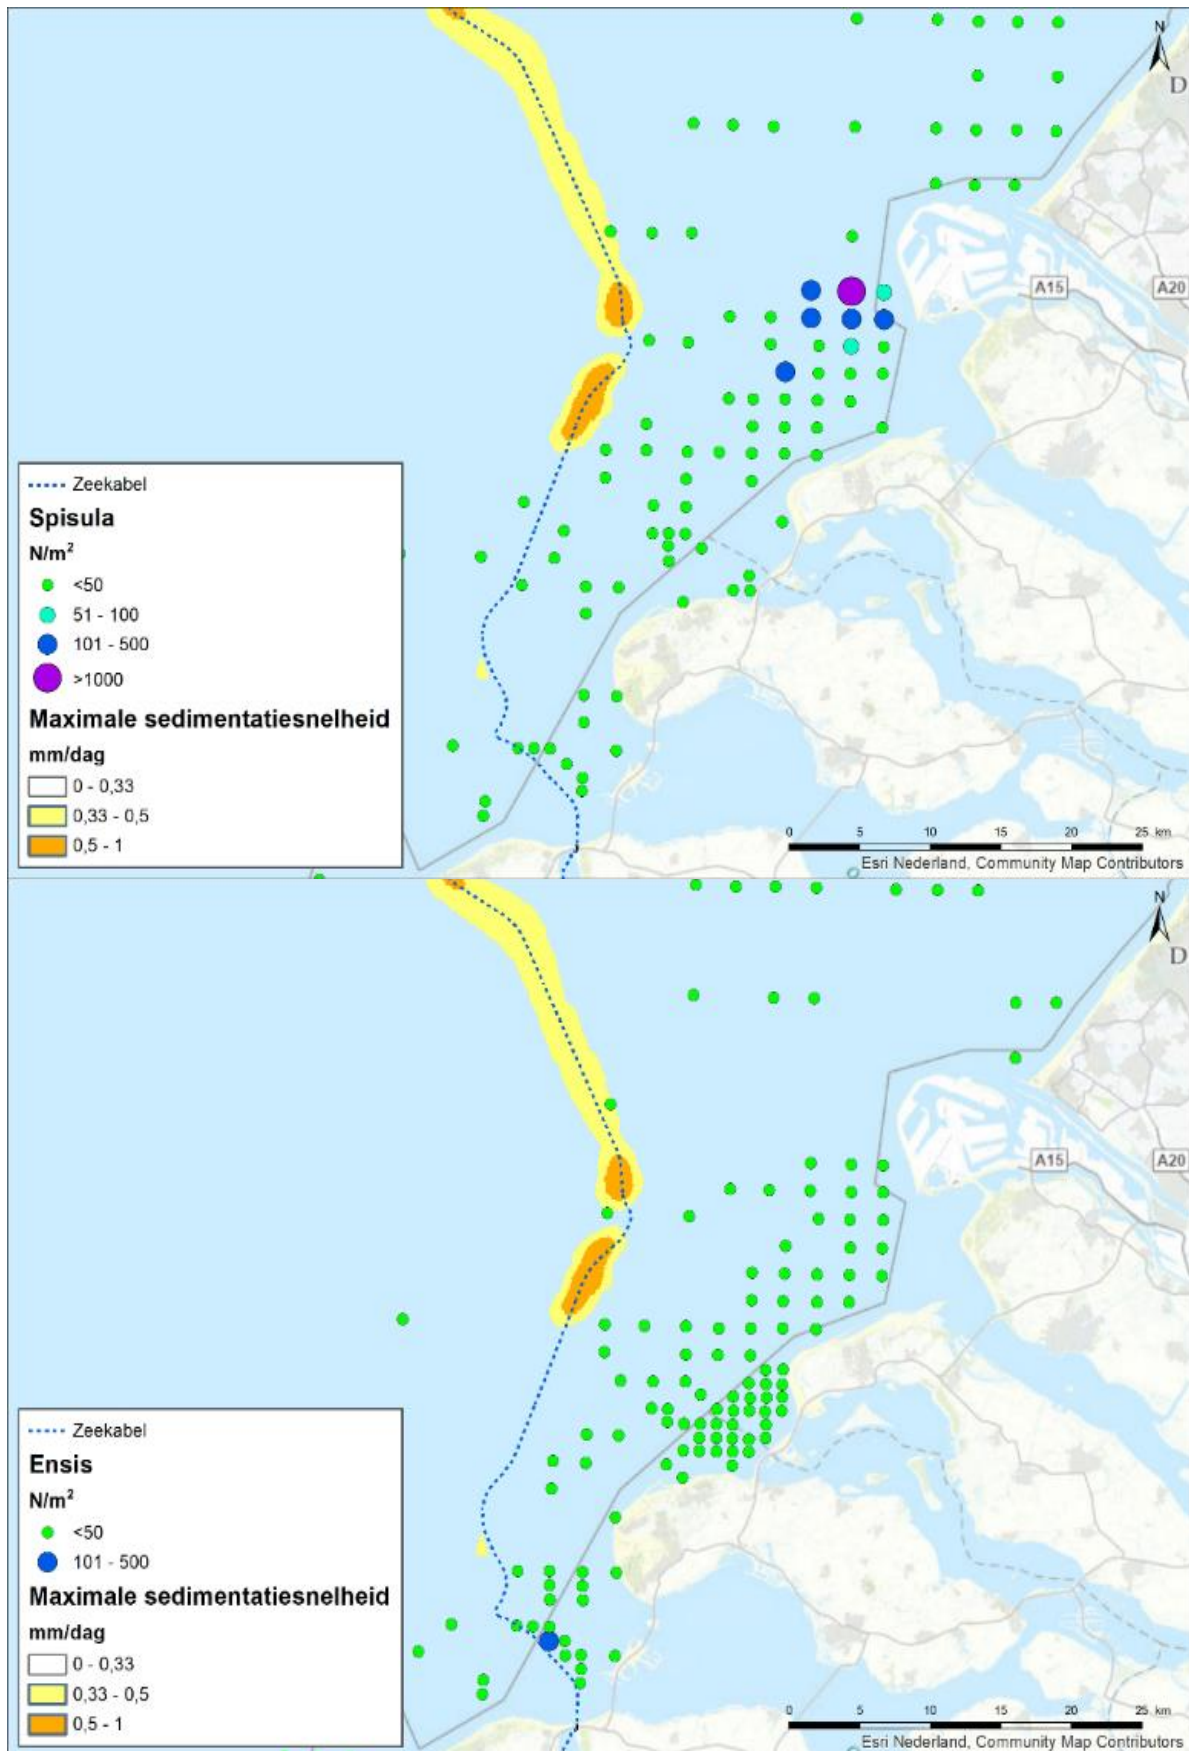 N
D
A15
A20
Zeekabel
Spisula
N/m²
<50
51 - 100
101 - 500
>1000
Maximale sedimentatiesnelheid
mm/dag
0 - 0,33
0,33 - 0,5
0,5 - 1
0 5 10 15 20 25 km
Esri Nederland, Community Map Contributors
N
D
A15
A20
Zeekabel
Ensis
N/m²
<50
101 - 500
Maximale sedimentatiesnelheid
mm/dag
0 - 0,33
0,33 - 0,5
0,5 - 1
0 5 10 15 20 25 km
Esri Nederland, Community Map Contributors